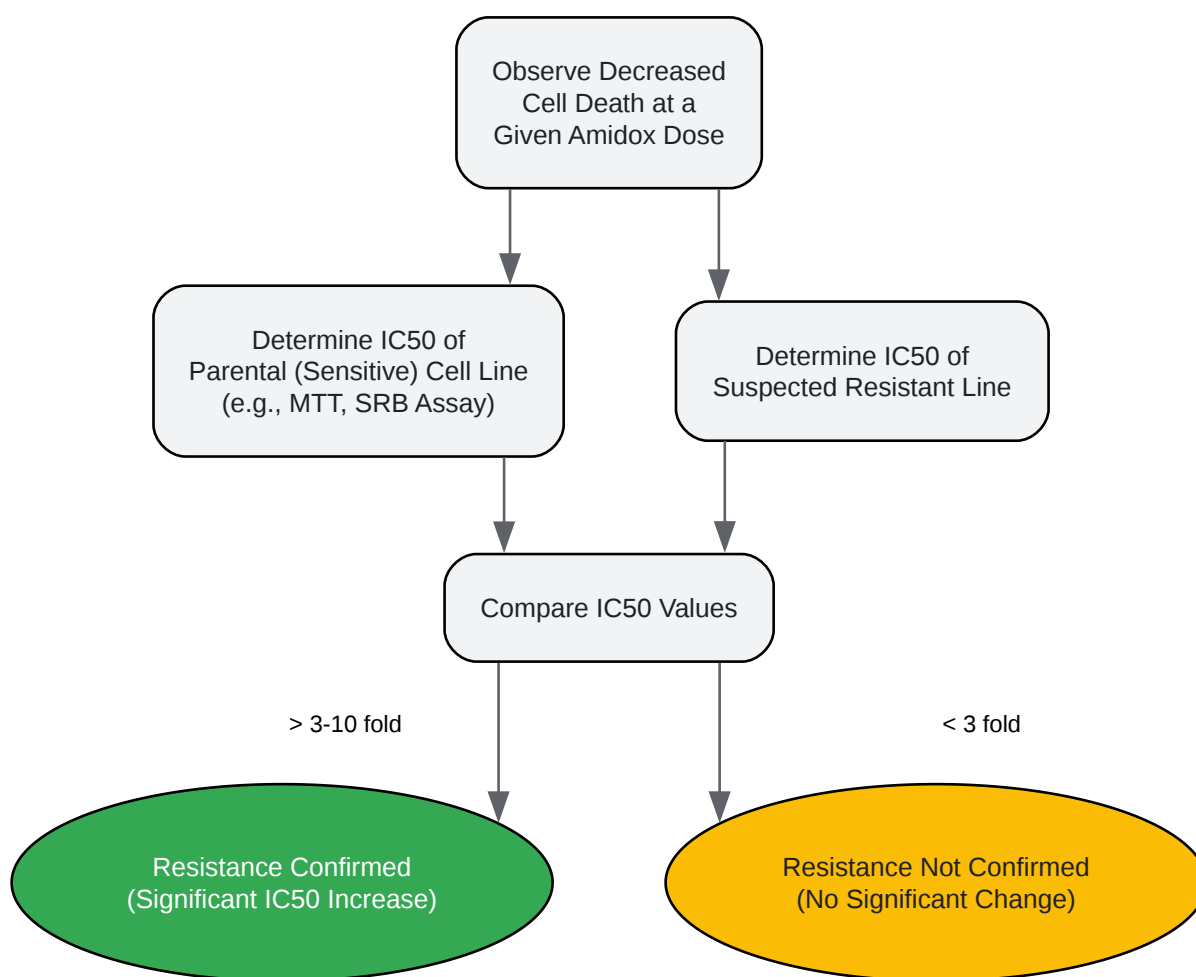 Observe Decreased
Cell Death at a
Given Amidox Dose
Determine IC50 of
Parental (Sensitive) Cell Line
(e.g., MTT, SRB Assay)
Determine IC50 of
Suspected Resistant Line
Compare IC50 Values
> 3-10 fold
< 3 fold
Resistance Confirmed
(Significant IC50 Increase)
Resistance Not Confirmed
(No Significant Change)